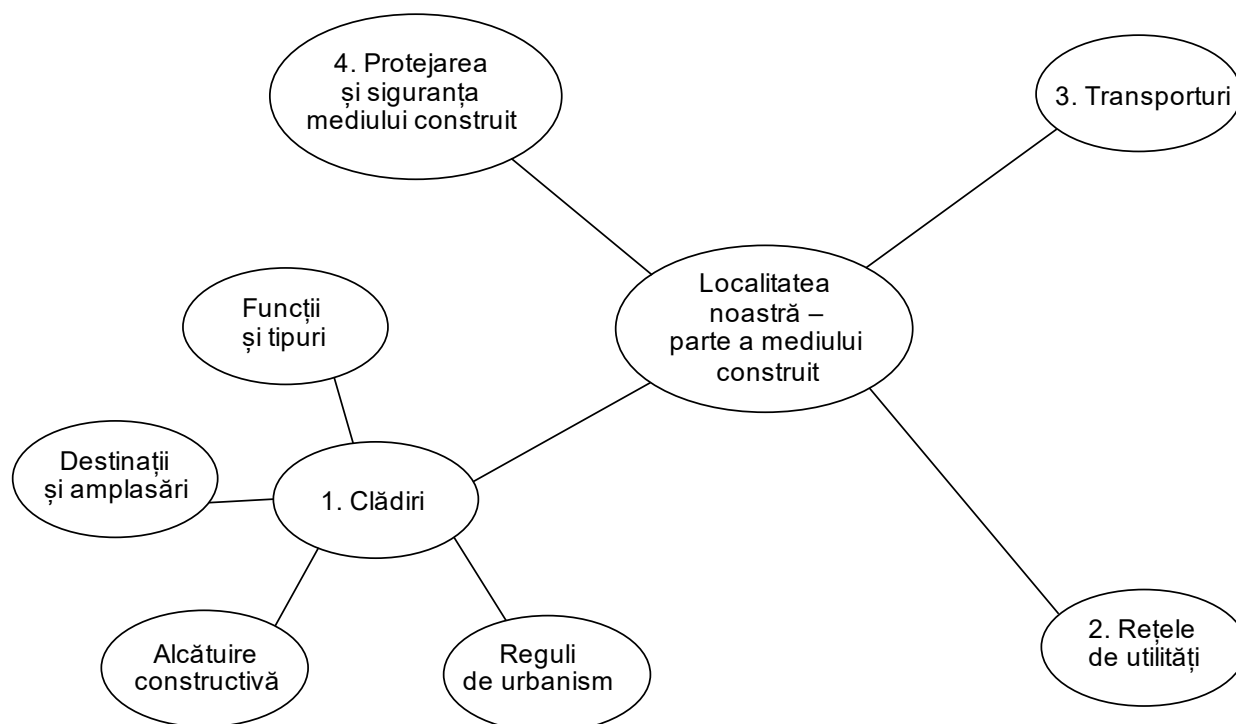 4. Protejarea
și siguranța
mediului construit
3. Transporturi
Localitatea
noastră –
parte a mediului
construit
Funcții
și tipuri
Destinații
și amplasări
1. Clădiri
Alcătuire
constructivă
Reguli
de urbanism
2. Rețele
de utilități